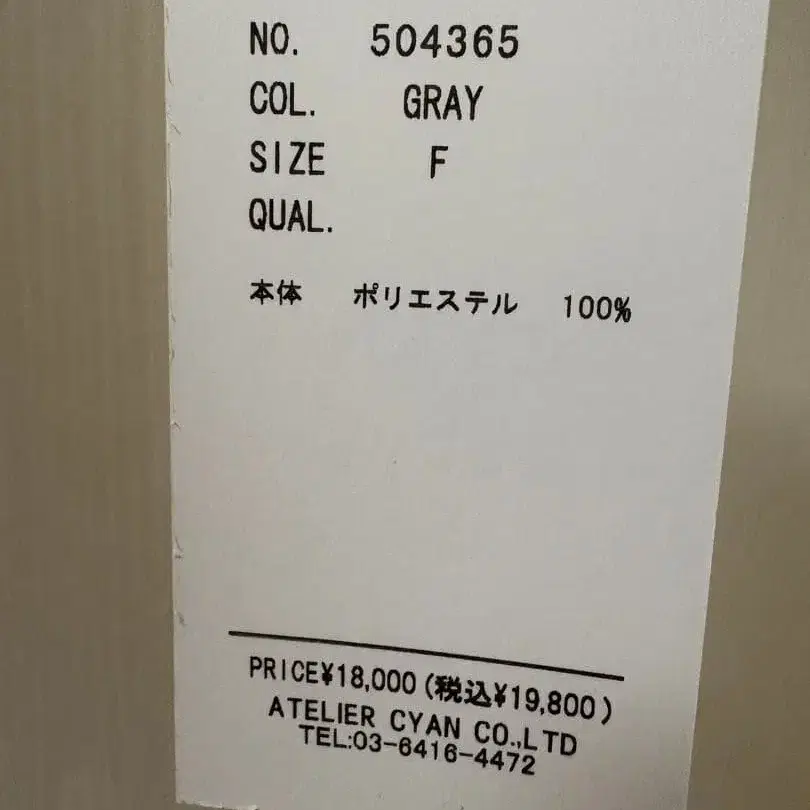 NO. 504365
COL. GRAY
SIZE F
QUAL.
本体 ポリエステル 100%
PRICE¥18,000(税込¥19,800)
ATELIER CYAN CO.,LTD
TEL:03-6416-4472